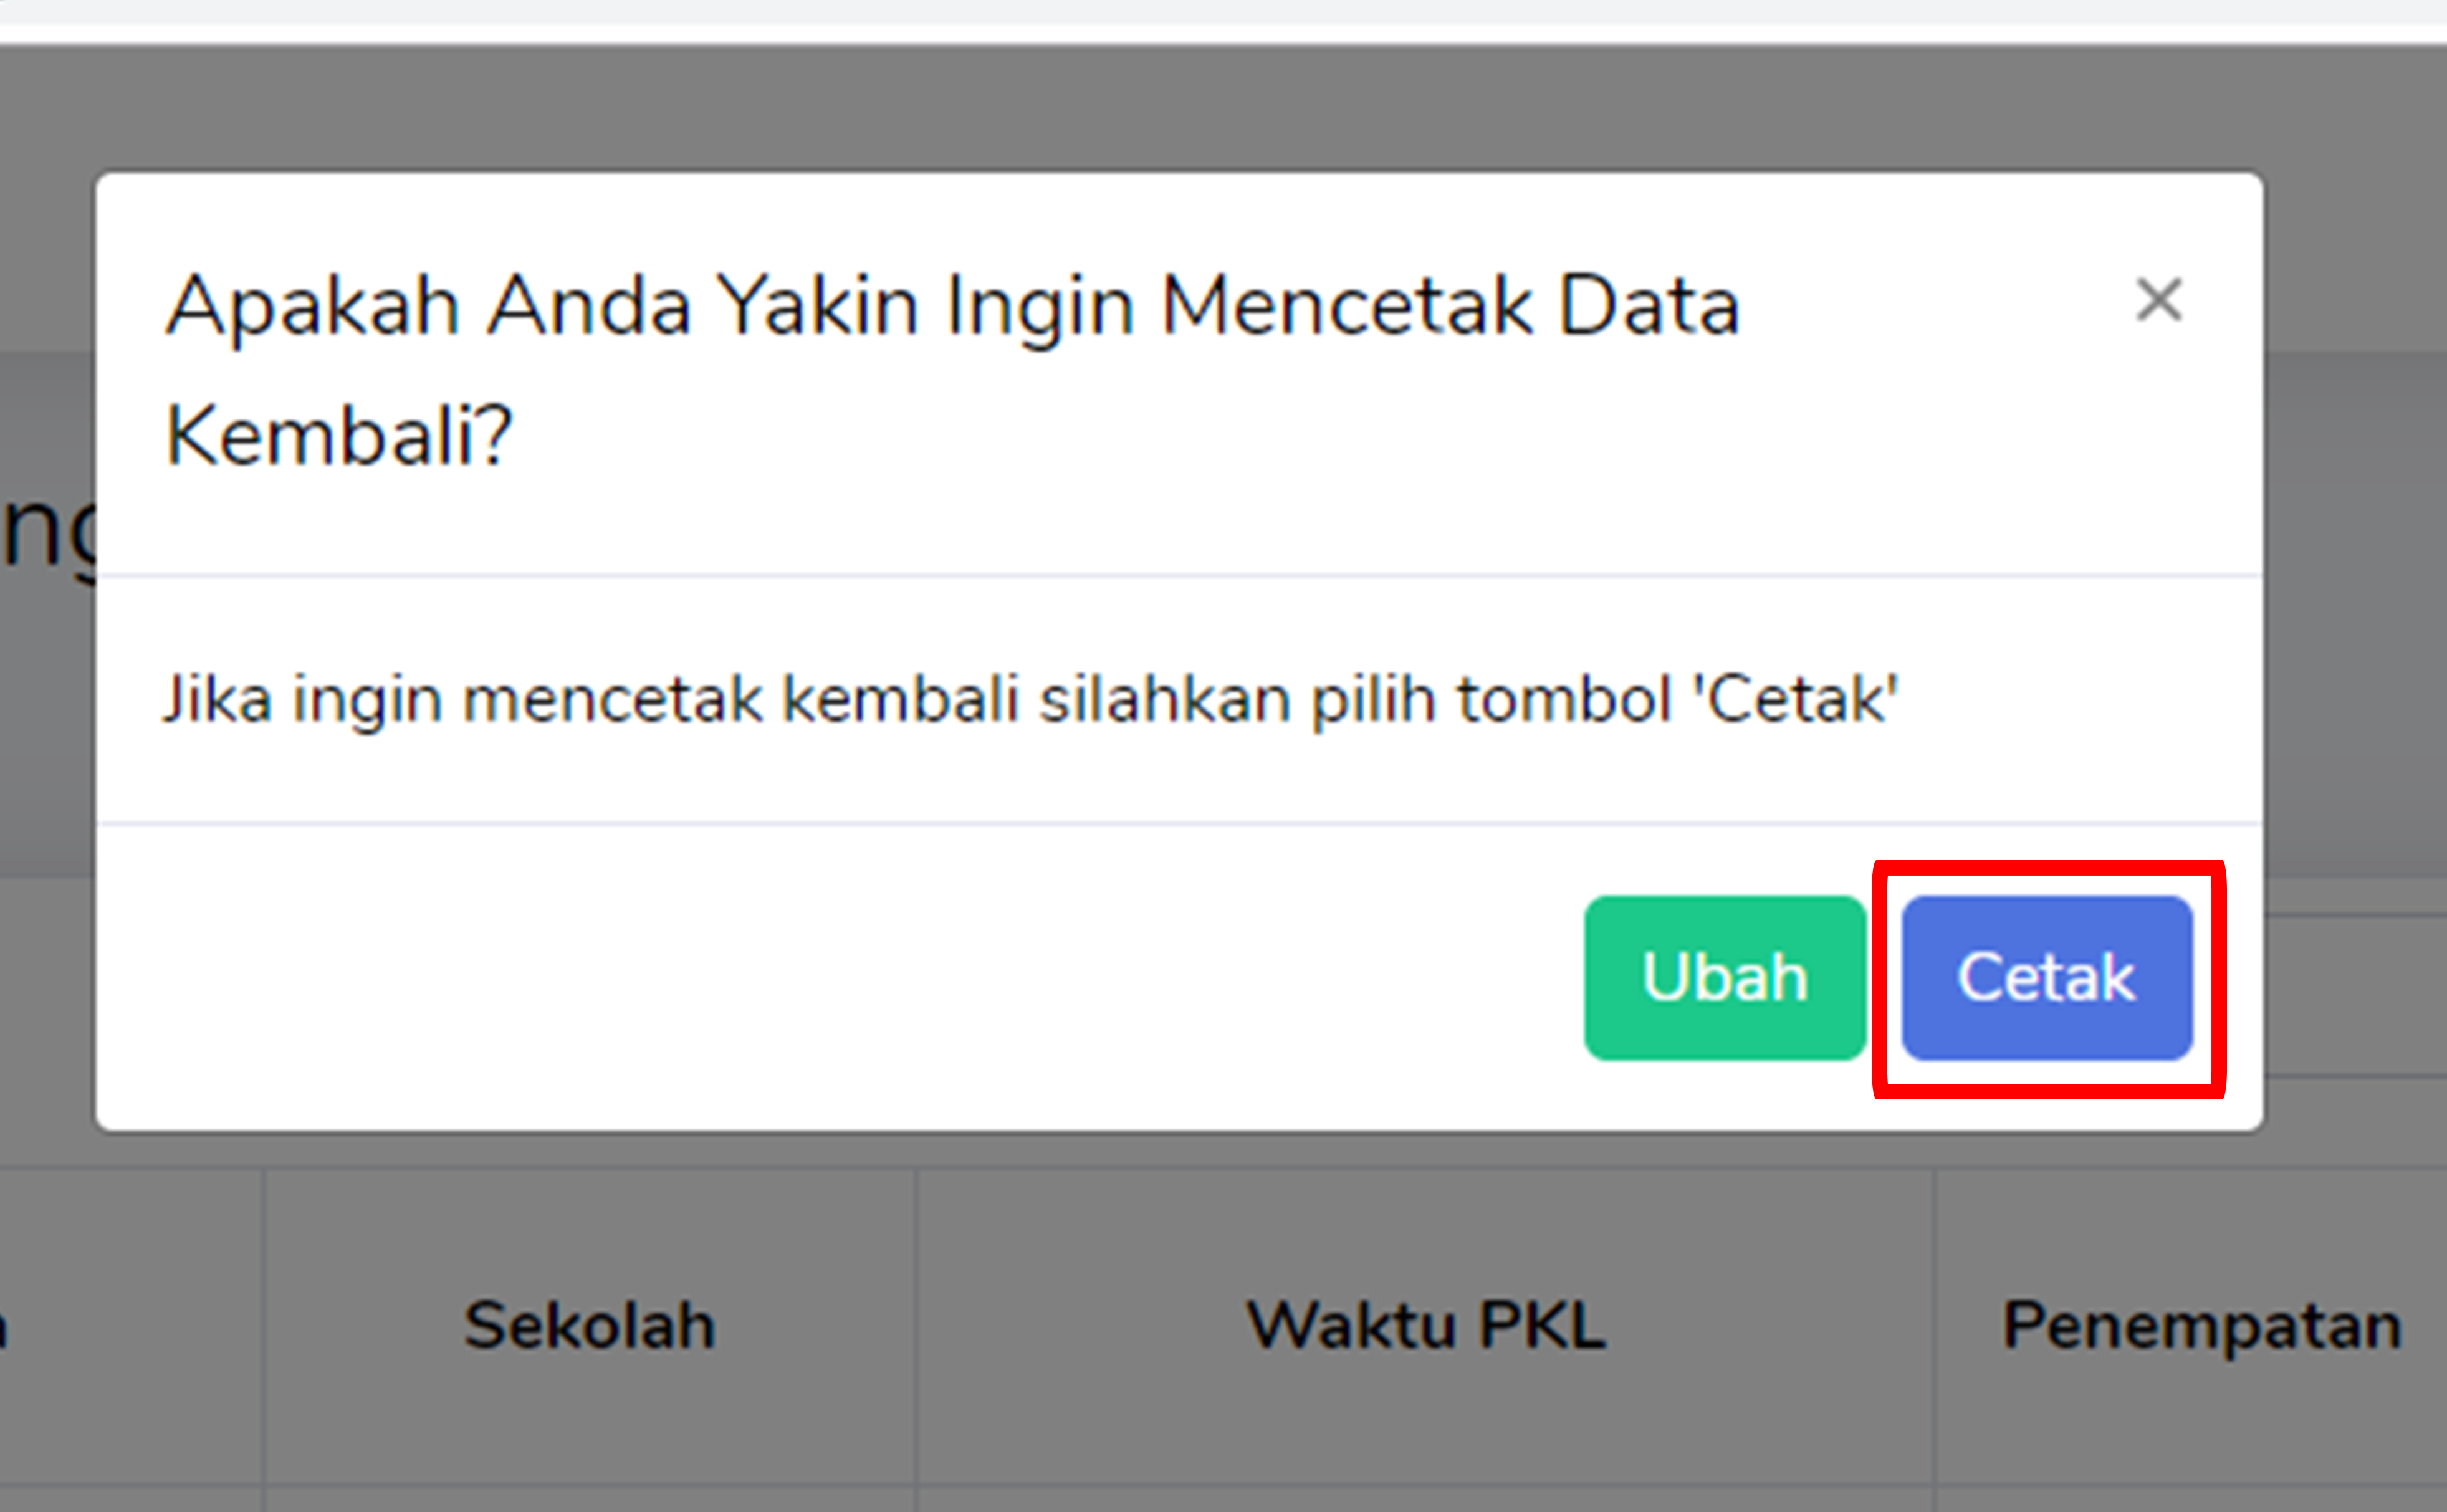 Apakah Anda Yakin Ingin Mencetak Data
Kembali?
Jika ingin mencetak kembali silahkan pilih tombol 'Cetak'
Ubah Cetak
Sekolah Waktu PKL Penempatan